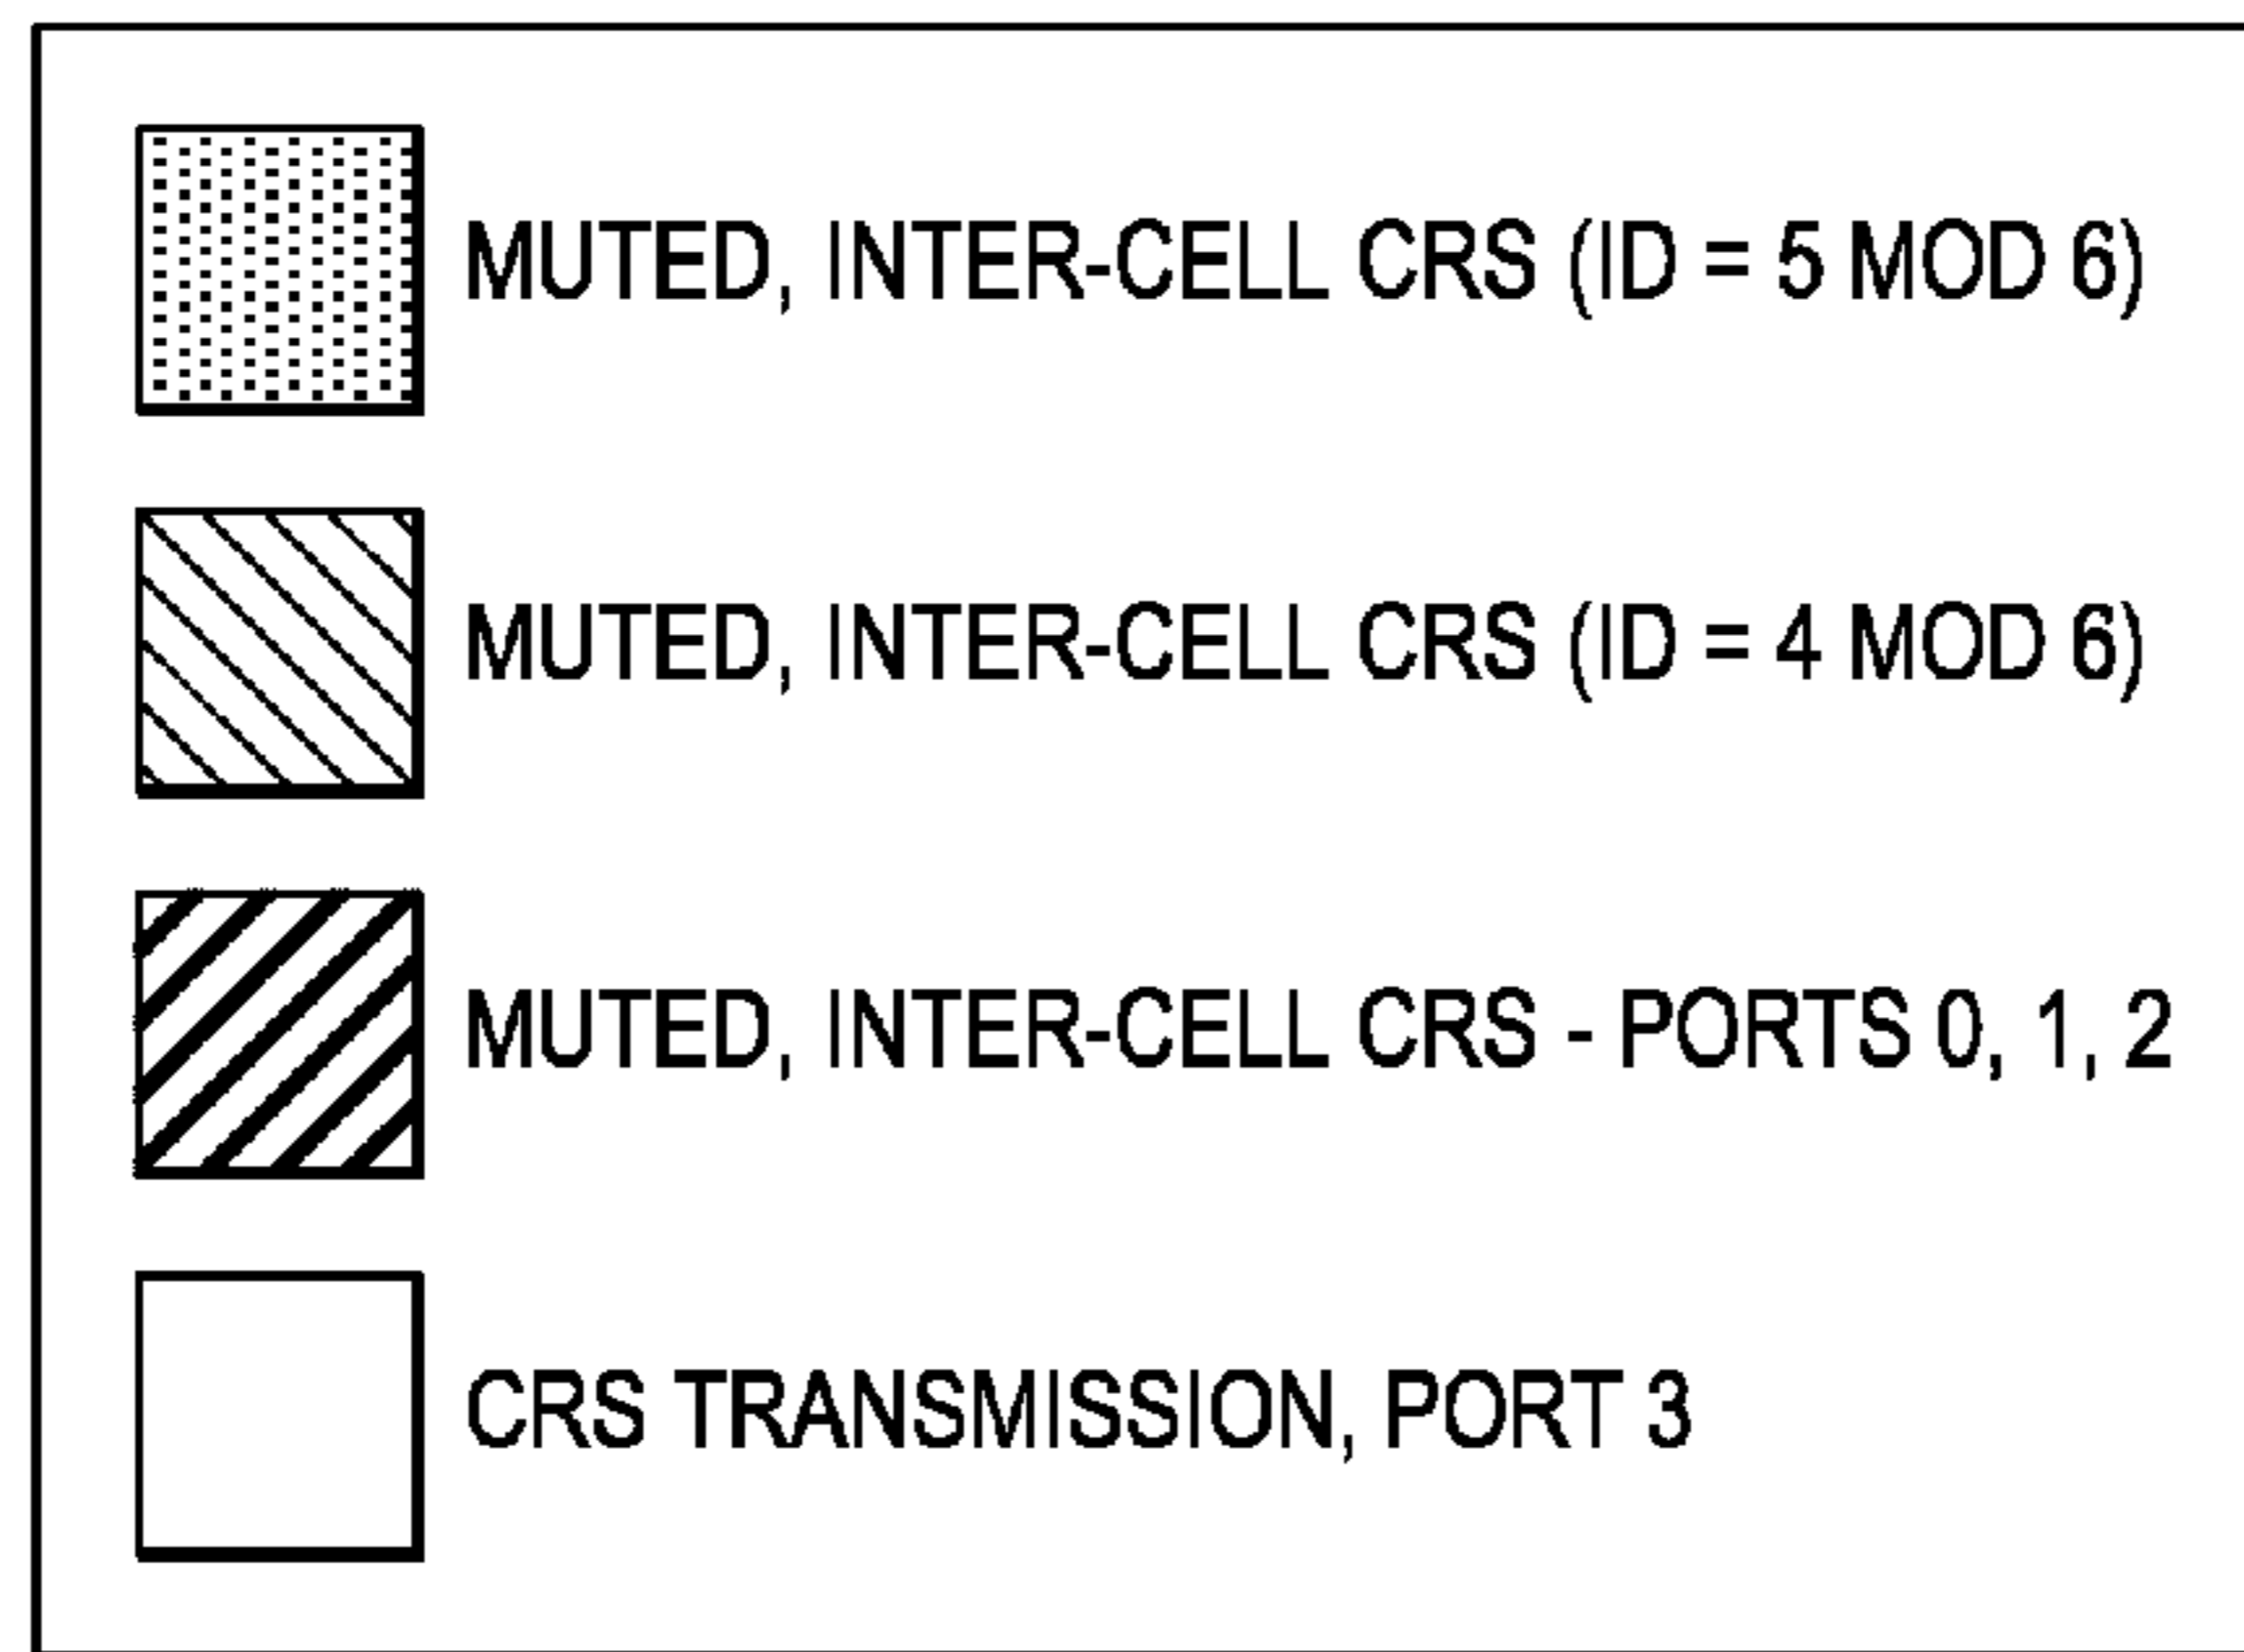 MUTED, INTER-CELL CRS (ID = 5 MOD 6)
MUTED, INTER-CELL CRS (ID = 4 MOD 6)
MUTED, INTER-CELL CRS - PORTS 0, 1, 2
CRS TRANSMISSION, PORT 3